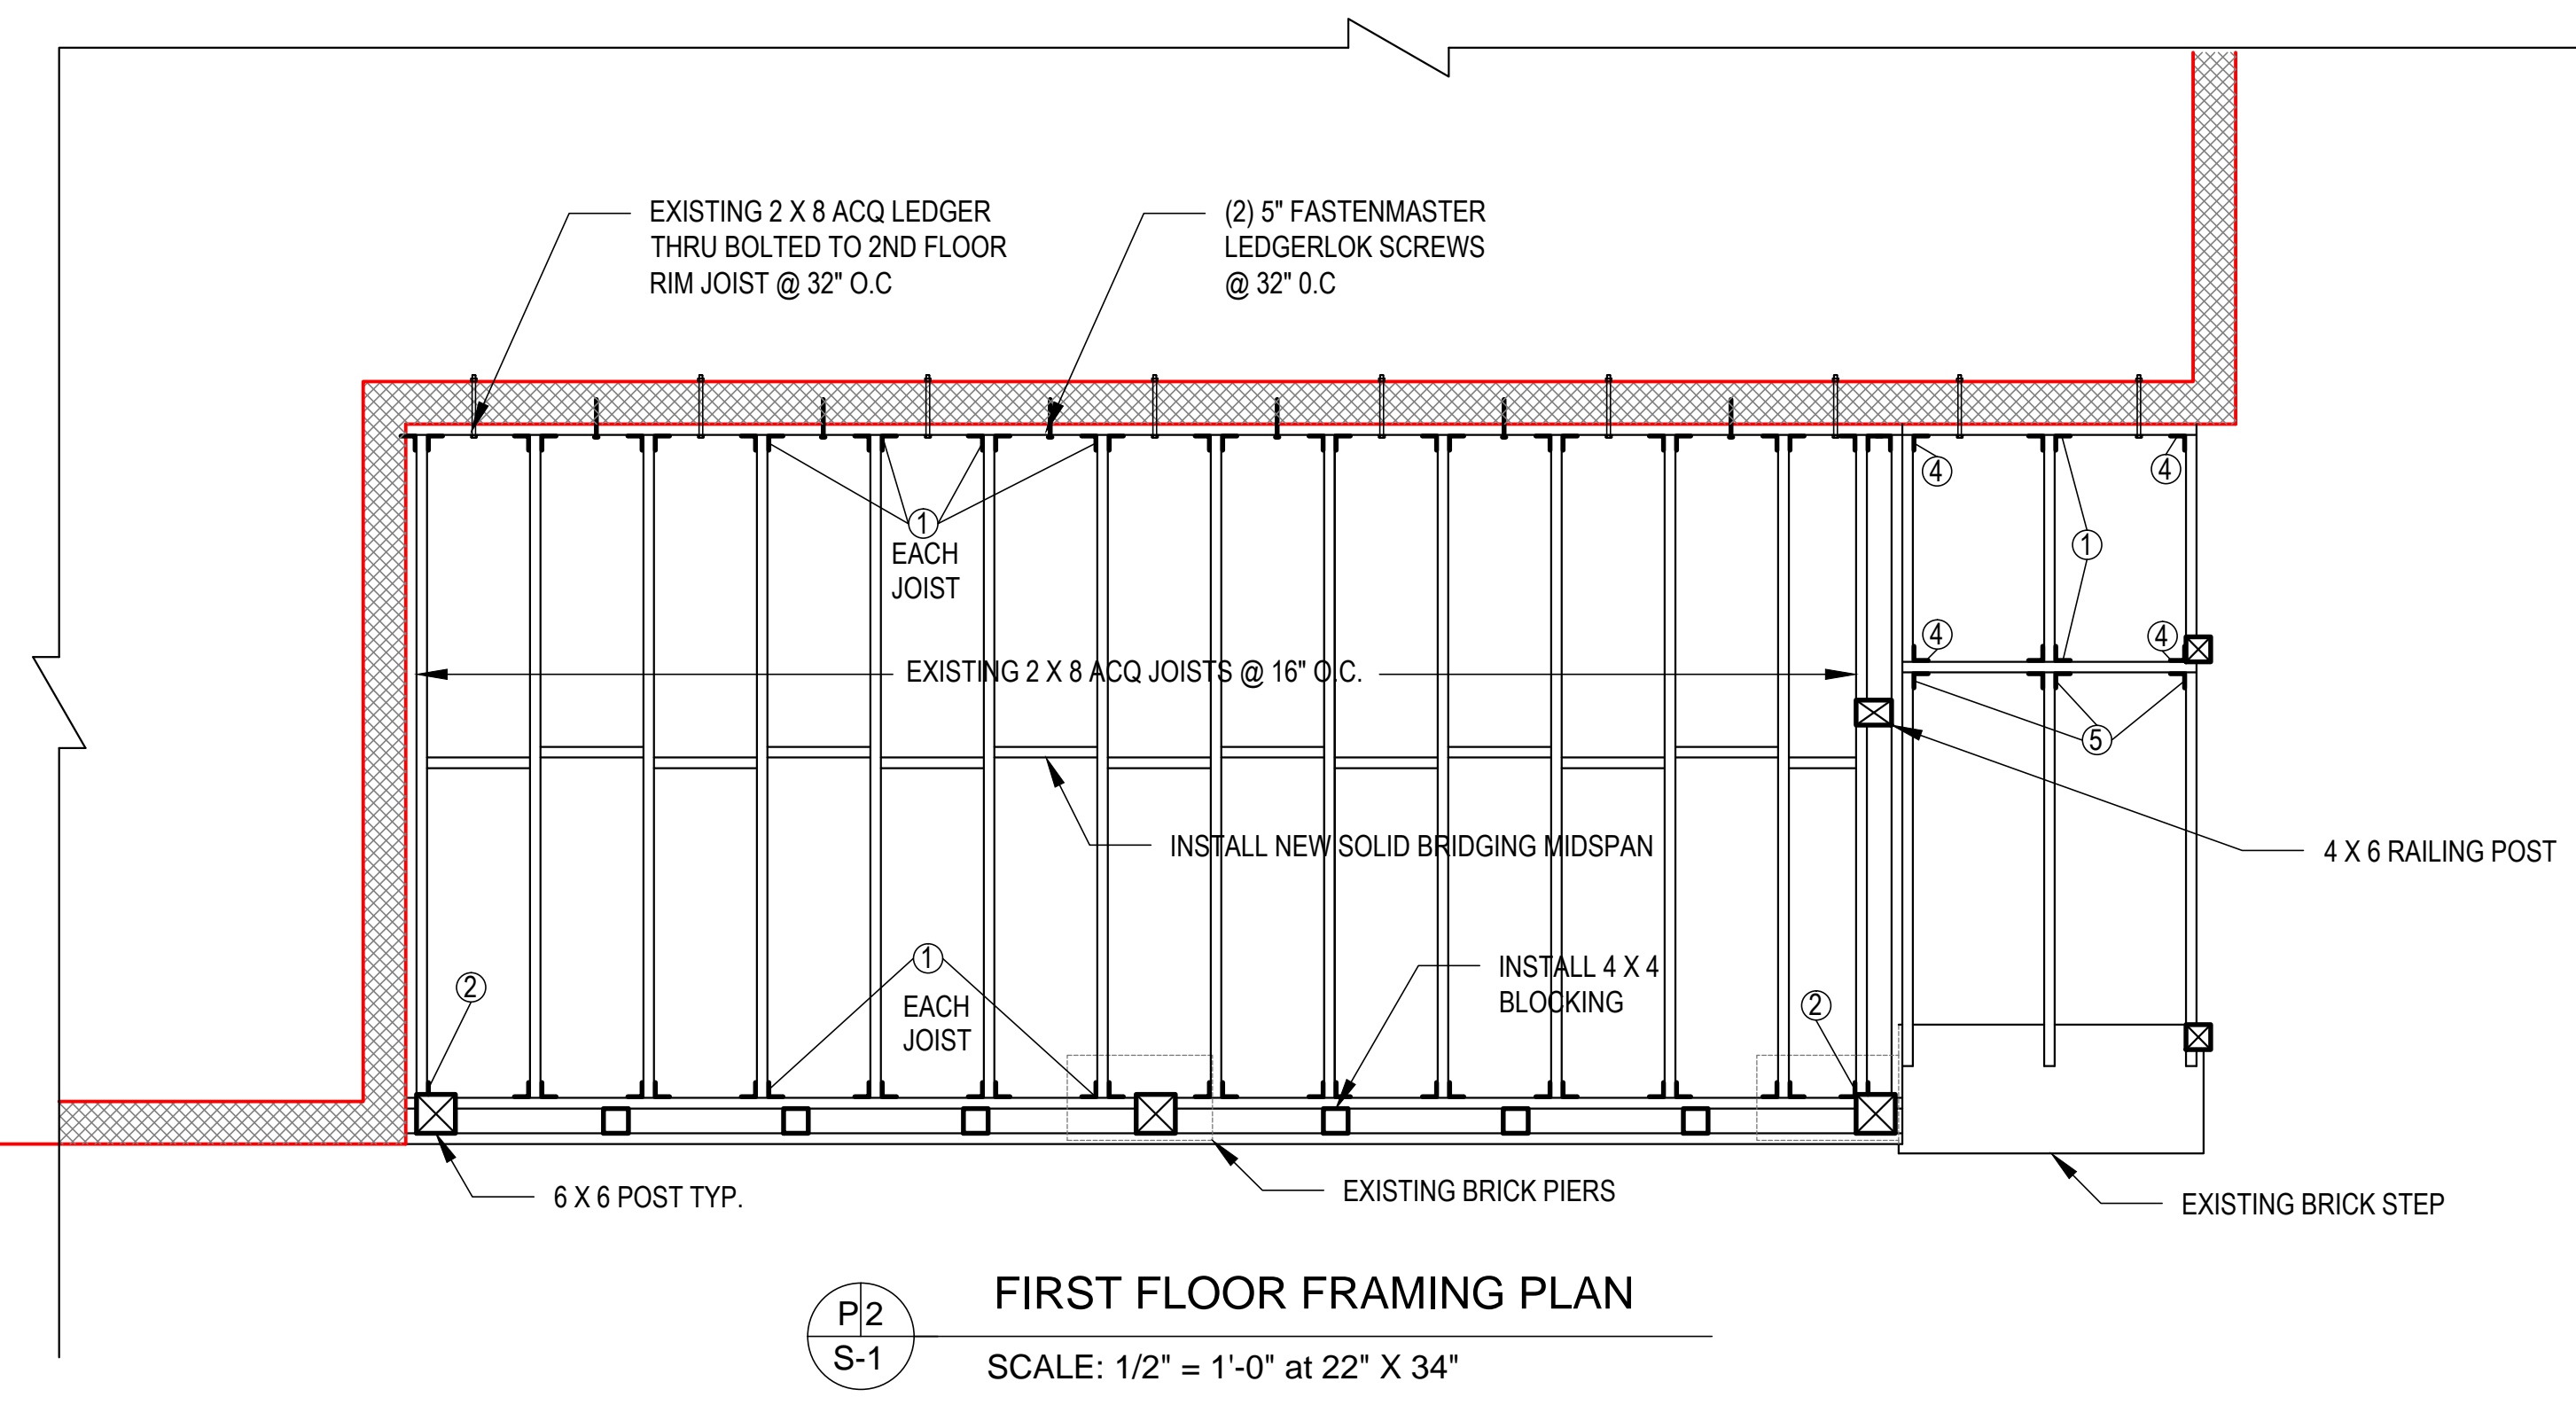 EXISTING 2 X 8 ACQ LEDGER
THRU BOLTED TO 2ND FLOOR
RIM JOIST @ 32" O.C
(2) 5" FASTENMASTER
LEDGERLOK SCREWS
@ 32" 0.C
4
4
1
EACH
JOIST
1
4
4
EXISTING 2 X 8 ACQ JOISTS @ 16" O.C.
5
INSTALL NEW SOLID BRIDGING MIDSPAN
4 X 6 RAILING POST
2
1
EACH
JOIST
INSTALL 4 X 4
BLOCKING
2
6 X 6 POST TYP.
EXISTING BRICK PIERS
EXISTING BRICK STEP
P 2
S-1
FIRST FLOOR FRAMING PLAN
SCALE: 1/2" = 1'-0" at 22" X 34"